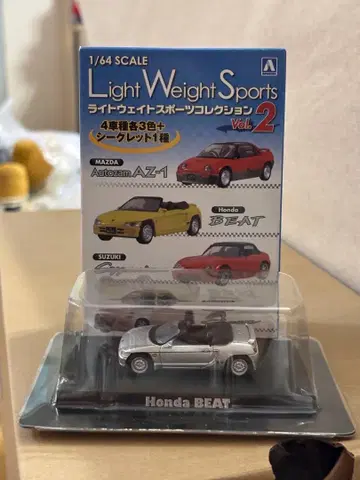 1/64 SCALE
A
Light Weight Sports
ライトウェイトスポーツコレクション
Vol.2
4車種各3色+
シークレット1種
MAZDA
Autozam AZ-1
Honda
BEAT
SUZUKI
Honda BEAT